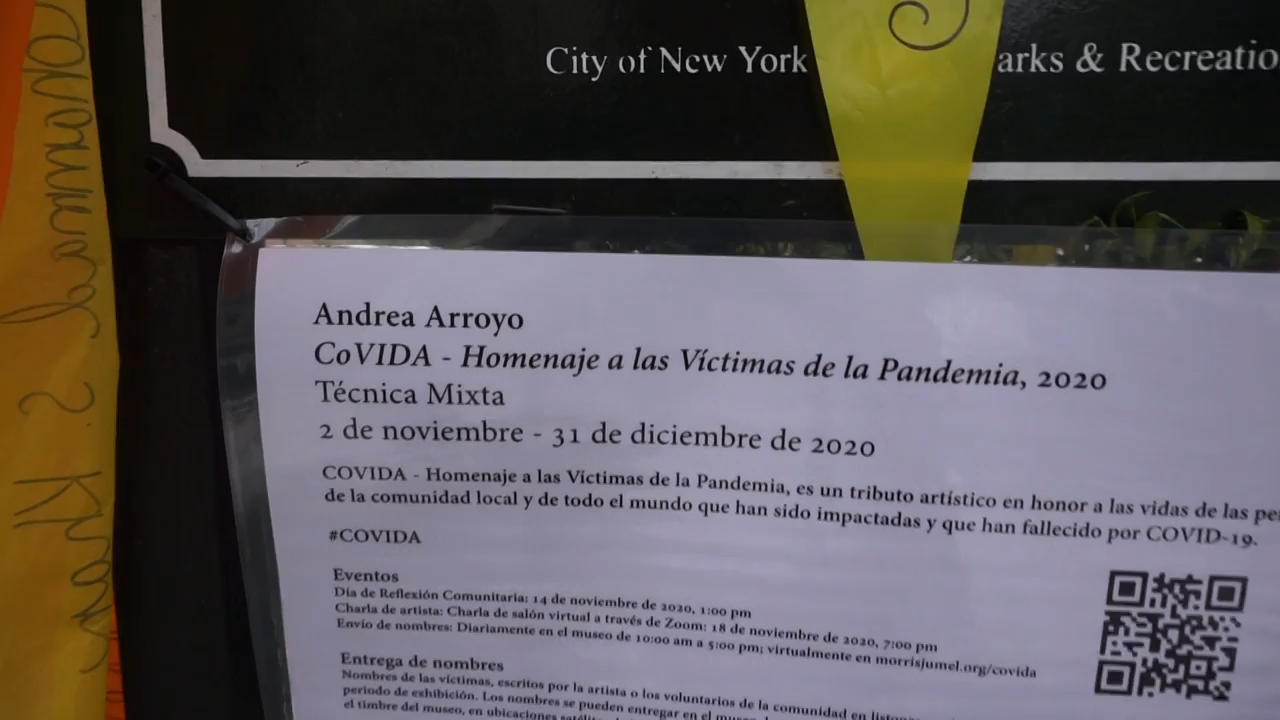 City of New York arks & Recreatio
Andrea Arroyo
CoVIDA - Homenaje a las Víctimas de la Pandemia, 2020
Técnica Mixta
2 de noviembre - 31 de diciembre de 2020
COVIDA - Homenaje a las Víctimas de la Pandemia, es un tributo artístico en honor a las vidas de las pe
de la comunidad local y de todo el mundo que han sido impactadas y que han fallecido por COVID-19.
#COVIDA
Eventos
Día de Reflexión Comunitaria: 14 de noviembre de 2020, 1:00 pm
Charla de artista: Charla de salón virtual a través de Zoom: 18 de noviembre de 2020, 7:00 pm
Envío de nombres: Diariamente en el museo de 10:00 am a 5:00 pm; virtualmente en morrisjumel.org/covida
Entrega de nombres
Nombres de las víctimas, escritos por la artista o los voluntarios de la comunidad en
periodo de exhibición. Los nombres se pueden entregar en el
el timbre del museo, en ubicaciones